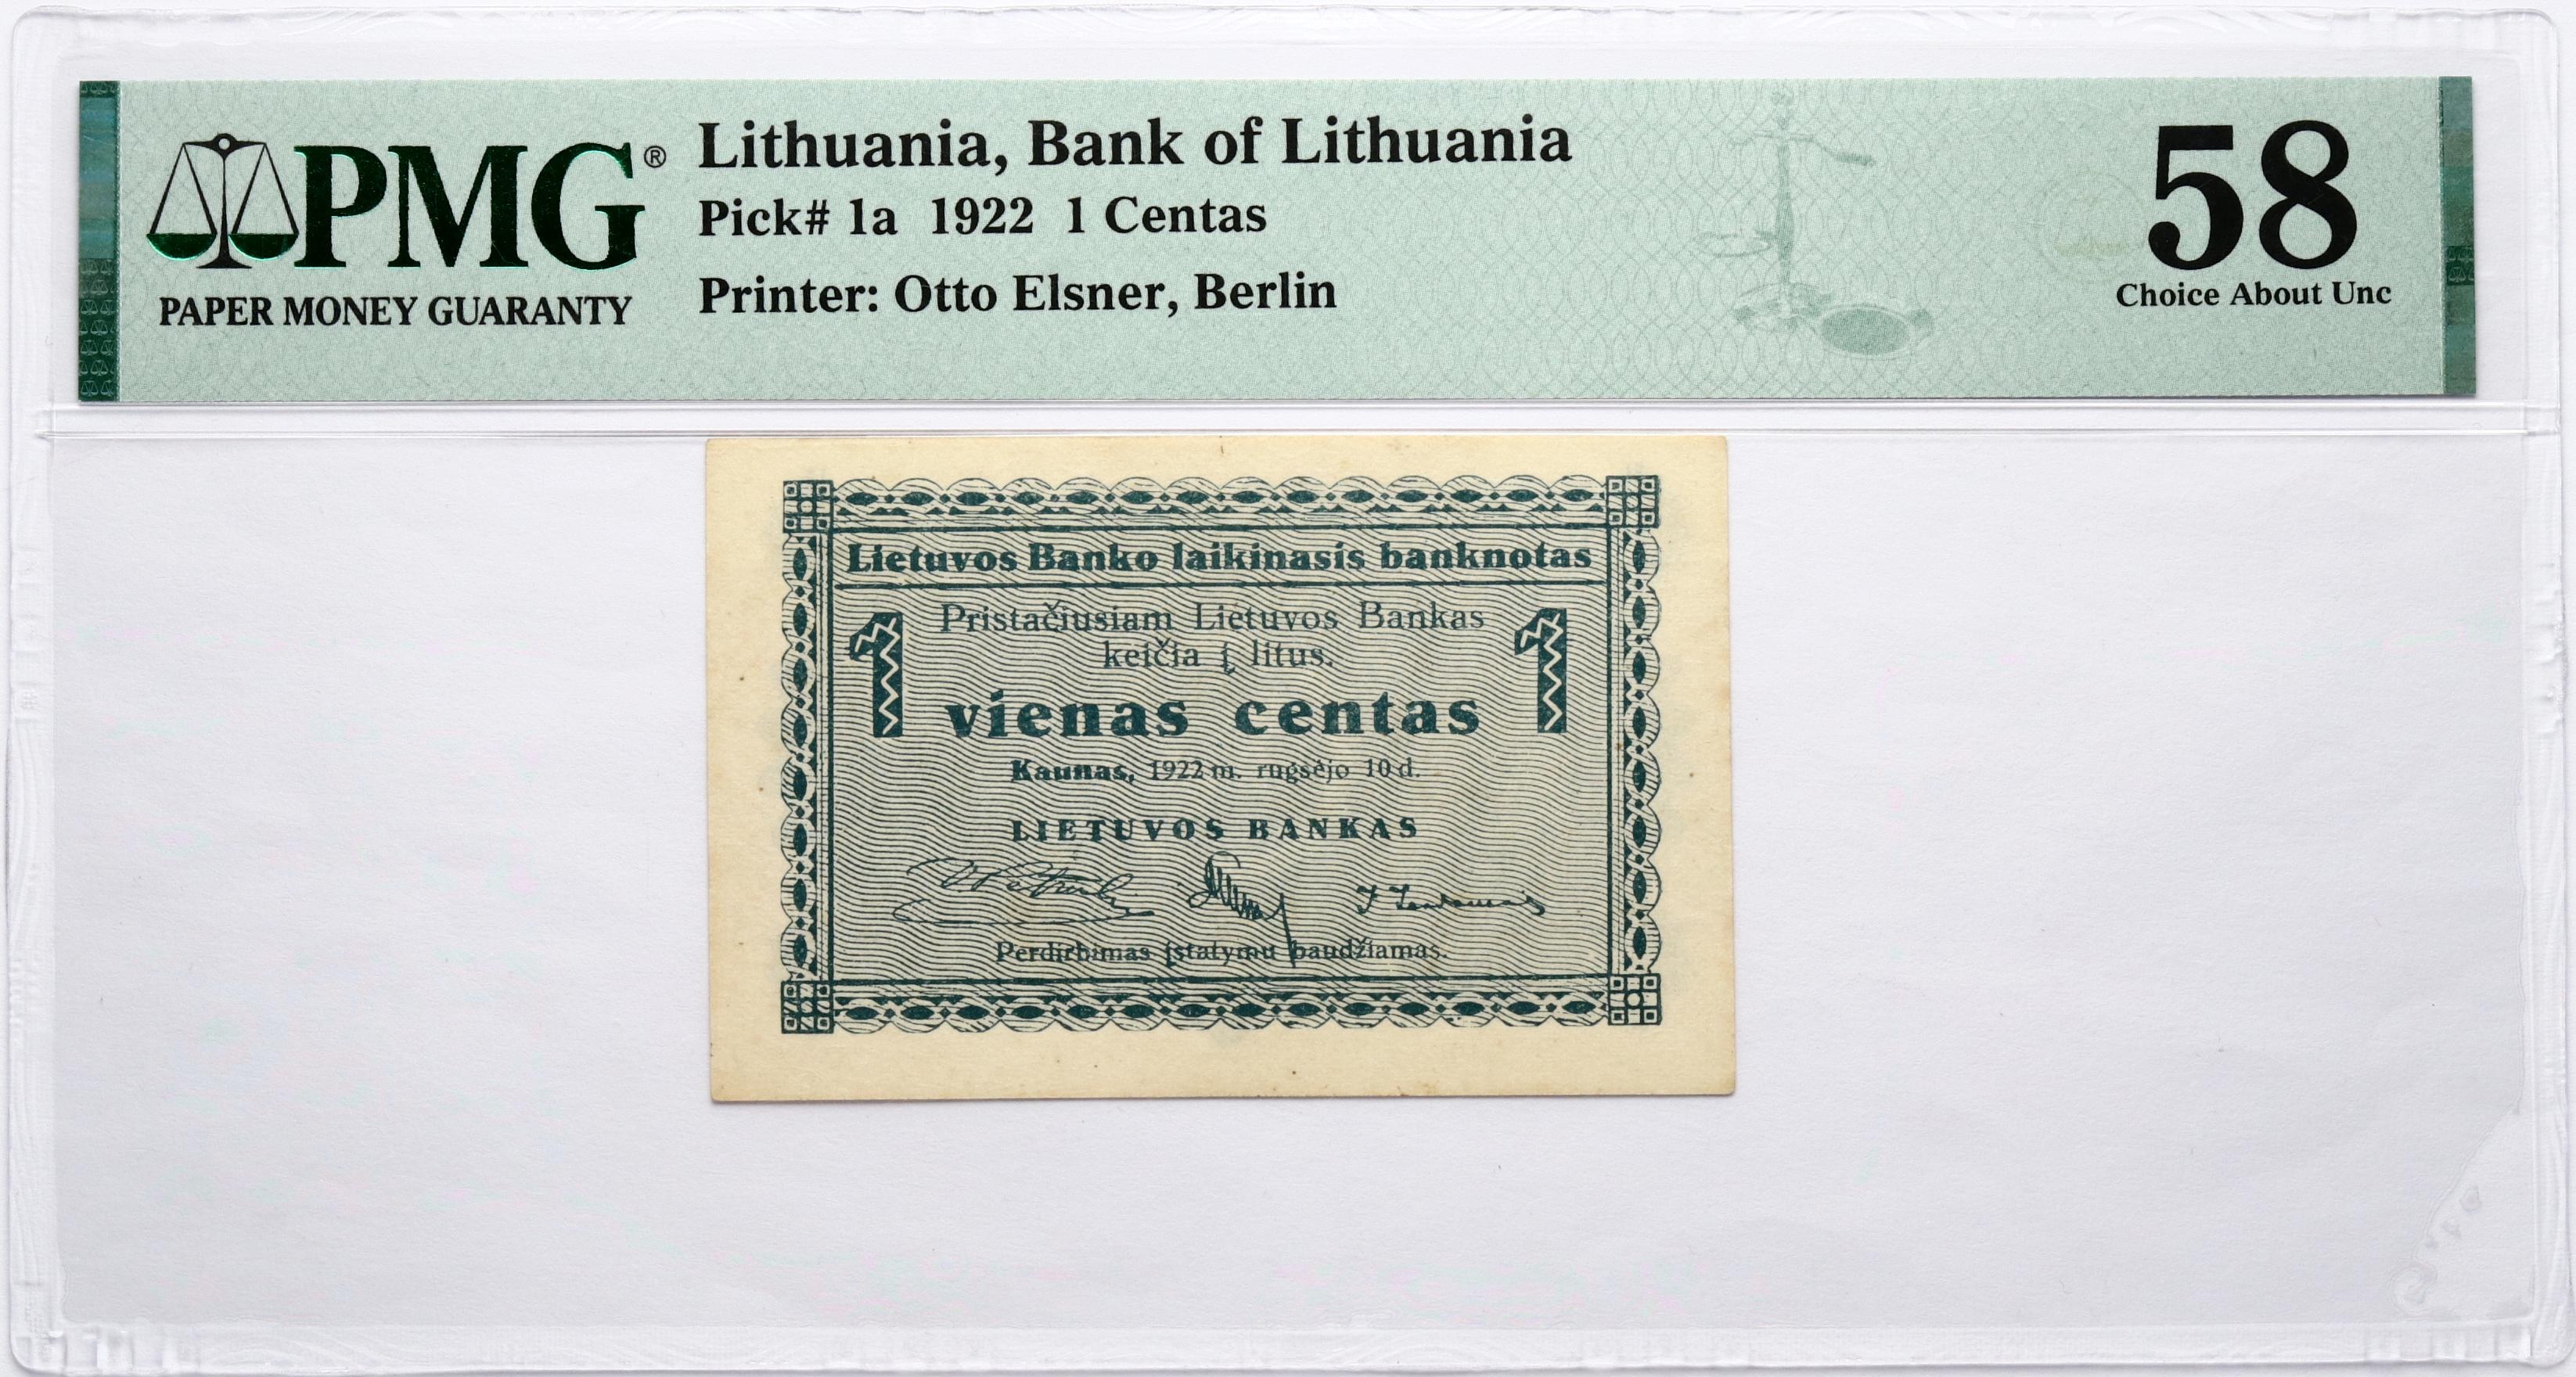 PMG®
PAPER MONEY GUARANTY
Lithuania, Bank of Lithuania
Pick# 1a 1922 1 Centas
Printer: Otto Elsner, Berlin
58
Choice About Unc
Lietuvos Banko laikinasis banknotas
1 Pristačiusiam Lietuvos Bankas 1
keičia į litus.
vienas centas
Kaunas, 1922 m. rugsėjo 10 d.
LIETUVOS BANKAS
Perdirbimas įstatymu baudžiamas.